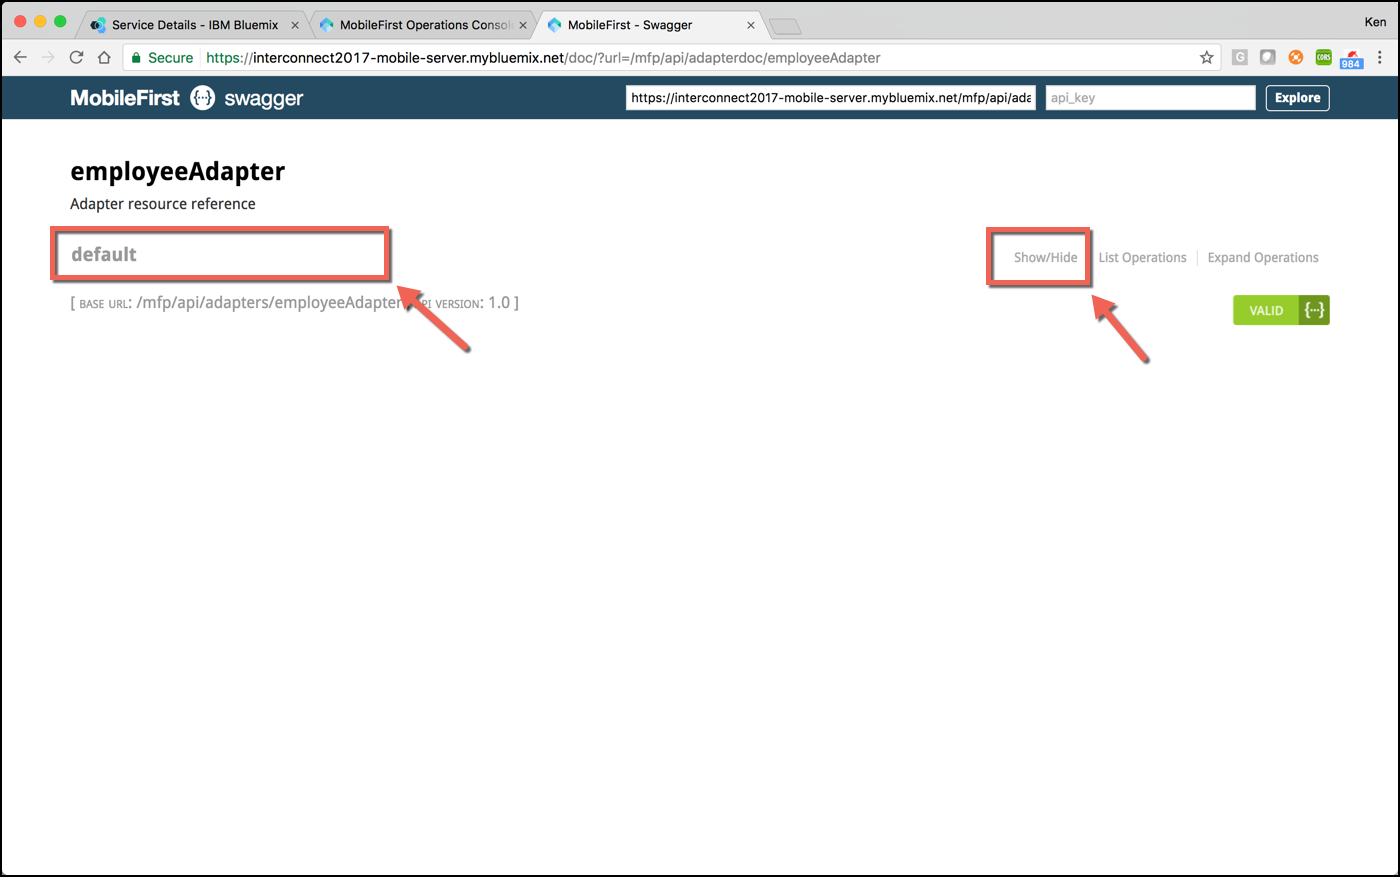 Service Details - IBM Bluemix
MobileFirst Operations Consol
MobileFirst - Swagger
Ken
Secure https://interconnect2017-mobile-server.mybluemix.net/doc/?url=/mfp/api/adapterdoc/employeeAdapter
G
CORS
984
MobileFirst {···} swagger
https://interconnect2017-mobile-server.mybluemix.net/mfp/api/ada
api_key
Explore
employeeAdapter
Adapter resource reference
default
Show/Hide
List Operations
Expand Operations
[ BASE URL: /mfp/api/adapters/employeeAdapter PI VERSION: 1.0 ]
VALID {···}